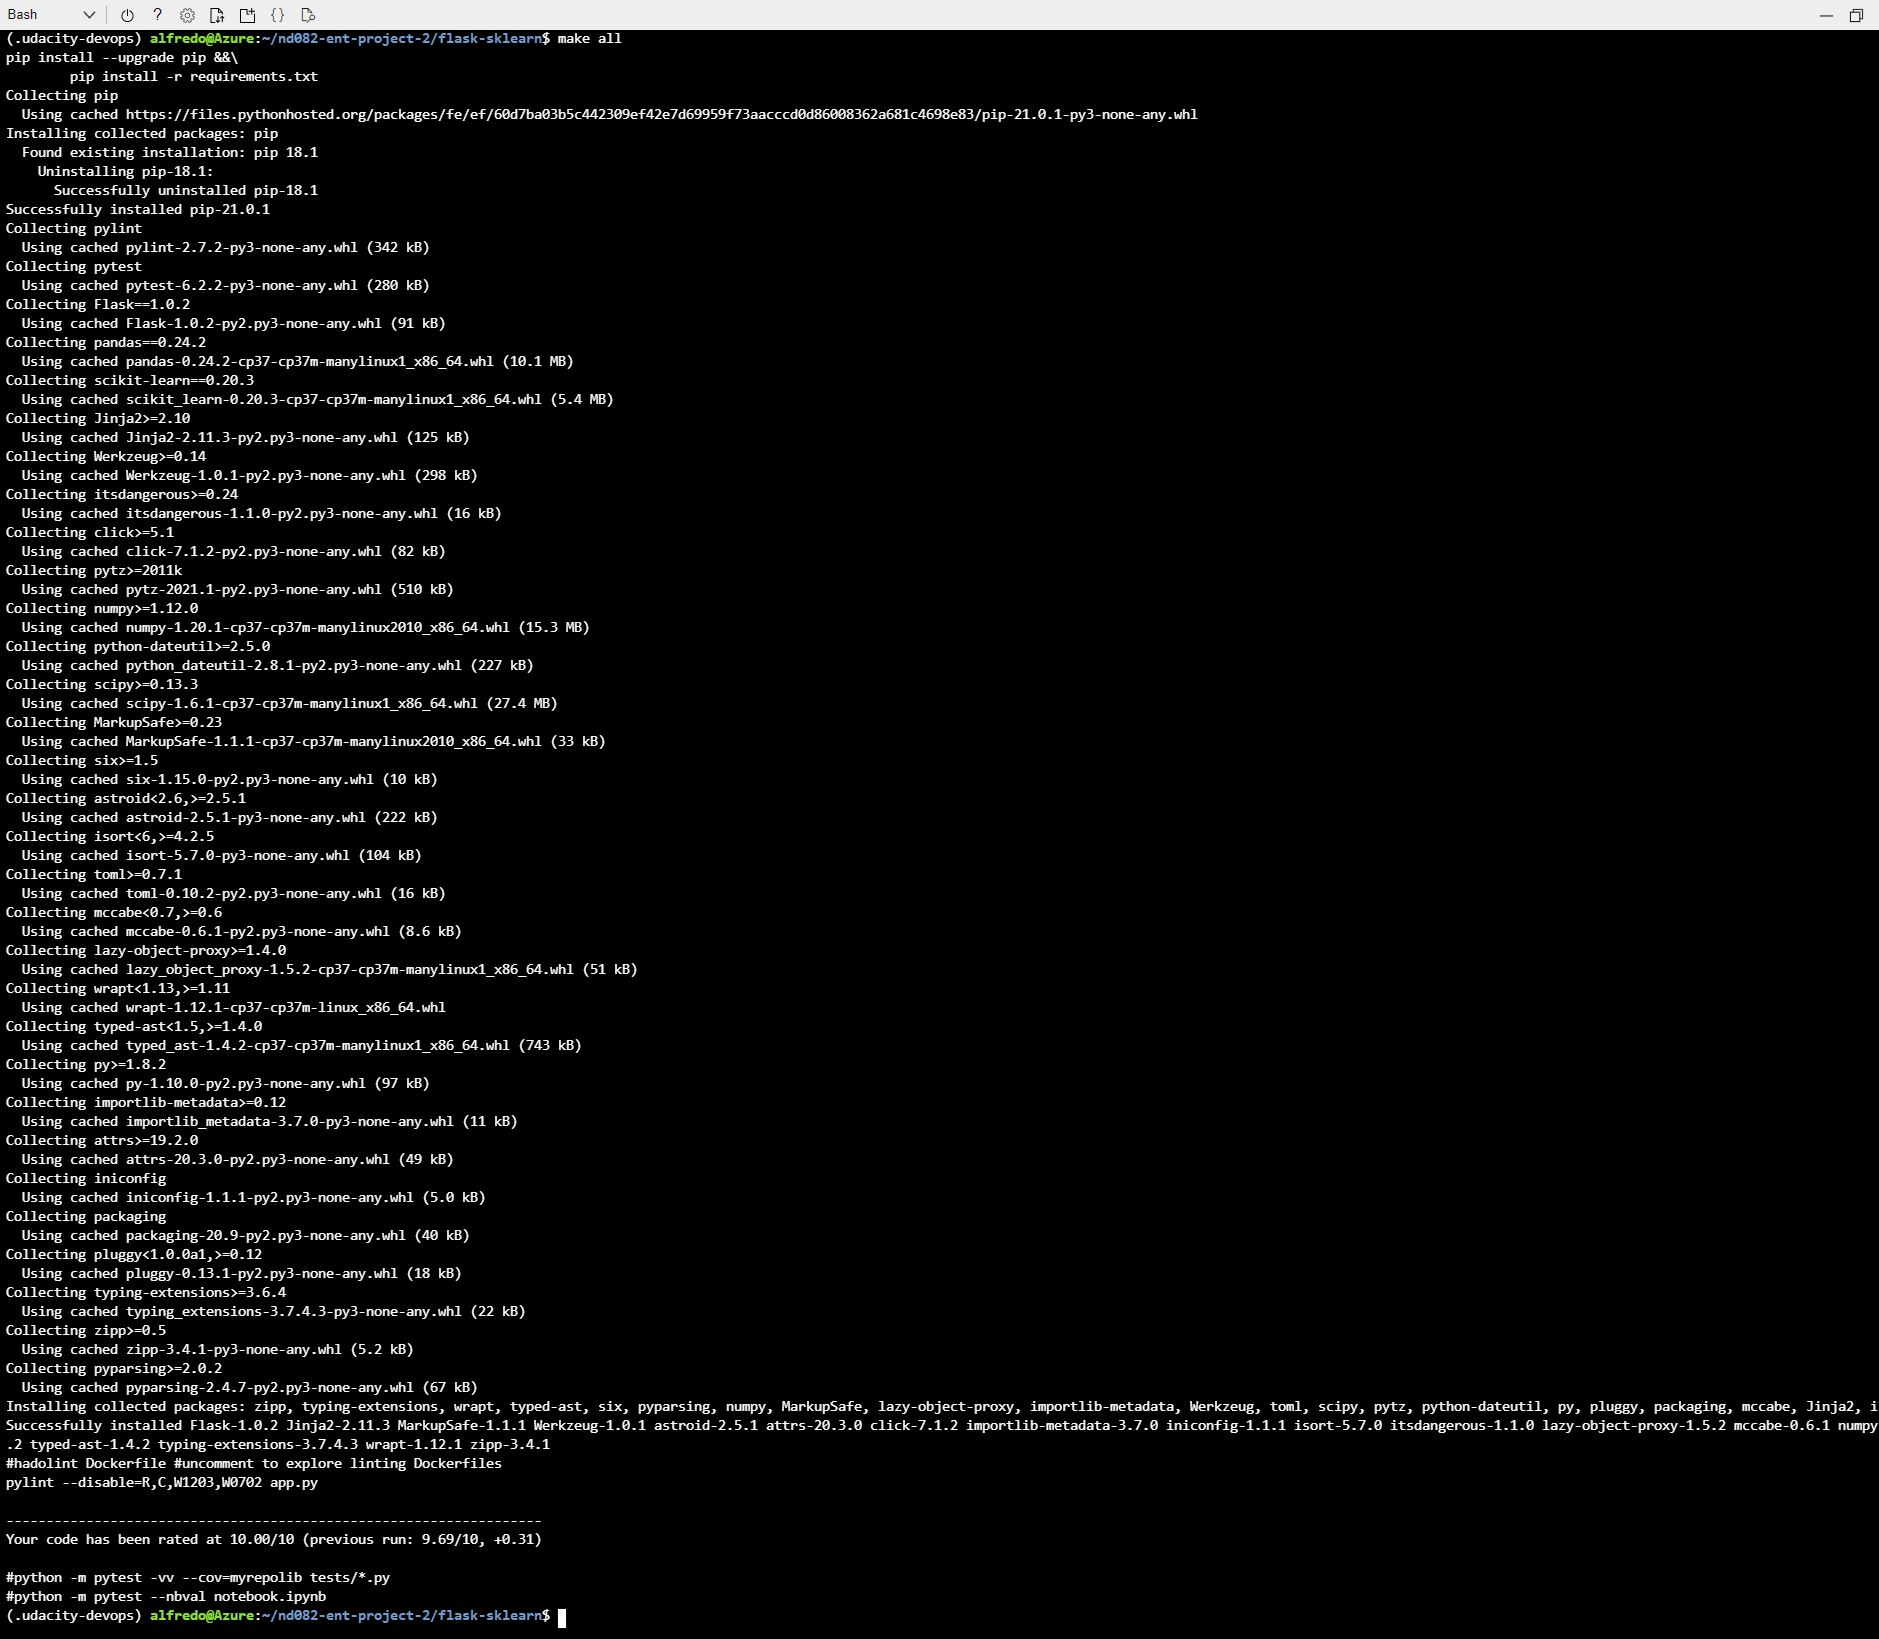 Bash
(.udacity-devops) alfredo@Azure:~/nd082-ent-project-2/flask-sklearn$ make all
pip install --upgrade pip &&\
        pip install -r requirements.txt
Collecting pip
  Using cached https://files.pythonhosted.org/packages/fe/ef/60d7ba03b5c442309ef42e7d69959f73aacccd0d86008362a681c4698e83/pip-21.0.1-py3-none-any.whl
Installing collected packages: pip
  Found existing installation: pip 18.1
    Uninstalling pip-18.1:
      Successfully uninstalled pip-18.1
Successfully installed pip-21.0.1
Collecting pylint
  Using cached pylint-2.7.2-py3-none-any.whl (342 kB)
Collecting pytest
  Using cached pytest-6.2.2-py3-none-any.whl (280 kB)
Collecting Flask==1.0.2
  Using cached Flask-1.0.2-py2.py3-none-any.whl (91 kB)
Collecting pandas==0.24.2
  Using cached pandas-0.24.2-cp37-cp37m-manylinux1_x86_64.whl (10.1 MB)
Collecting scikit-learn==0.20.3
  Using cached scikit_learn-0.20.3-cp37-cp37m-manylinux1_x86_64.whl (5.4 MB)
Collecting Jinja2>=2.10
  Using cached Jinja2-2.11.3-py2.py3-none-any.whl (125 kB)
Collecting Werkzeug>=0.14
  Using cached Werkzeug-1.0.1-py2.py3-none-any.whl (298 kB)
Collecting itsdangerous>=0.24
  Using cached itsdangerous-1.1.0-py2.py3-none-any.whl (16 kB)
Collecting click>=5.1
  Using cached click-7.1.2-py2.py3-none-any.whl (82 kB)
Collecting pytz>=2011k
  Using cached pytz-2021.1-py2.py3-none-any.whl (510 kB)
Collecting numpy>=1.12.0
  Using cached numpy-1.20.1-cp37-cp37m-manylinux2010_x86_64.whl (15.3 MB)
Collecting python-dateutil>=2.5.0
  Using cached python_dateutil-2.8.1-py2.py3-none-any.whl (227 kB)
Collecting scipy>=0.13.3
  Using cached scipy-1.6.1-cp37-cp37m-manylinux1_x86_64.whl (27.4 MB)
Collecting MarkupSafe>=0.23
  Using cached MarkupSafe-1.1.1-cp37-cp37m-manylinux2010_x86_64.whl (33 kB)
Collecting six>=1.5
  Using cached six-1.15.0-py2.py3-none-any.whl (10 kB)
Collecting astroid<2.6,>=2.5.1
  Using cached astroid-2.5.1-py3-none-any.whl (222 kB)
Collecting isort<6,>=4.2.5
  Using cached isort-5.7.0-py3-none-any.whl (104 kB)
Collecting toml>=0.7.1
  Using cached toml-0.10.2-py2.py3-none-any.whl (16 kB)
Collecting mccabe<0.7,>=0.6
  Using cached mccabe-0.6.1-py2.py3-none-any.whl (8.6 kB)
Collecting lazy-object-proxy>=1.4.0
  Using cached lazy_object_proxy-1.5.2-cp37-cp37m-manylinux1_x86_64.whl (51 kB)
Collecting wrapt<1.13,>=1.11
  Using cached wrapt-1.12.1-cp37-cp37m-linux_x86_64.whl
Collecting typed-ast<1.5,>=1.4.0
  Using cached typed_ast-1.4.2-cp37-cp37m-manylinux1_x86_64.whl (743 kB)
Collecting py>=1.8.2
  Using cached py-1.10.0-py2.py3-none-any.whl (97 kB)
Collecting importlib-metadata>=0.12
  Using cached importlib_metadata-3.7.0-py3-none-any.whl (11 kB)
Collecting attrs>=19.2.0
  Using cached attrs-20.3.0-py2.py3-none-any.whl (49 kB)
Collecting iniconfig
  Using cached iniconfig-1.1.1-py2.py3-none-any.whl (5.0 kB)
Collecting packaging
  Using cached packaging-20.9-py2.py3-none-any.whl (40 kB)
Collecting pluggy<1.0.0a1,>=0.12
  Using cached pluggy-0.13.1-py2.py3-none-any.whl (18 kB)
Collecting typing-extensions>=3.6.4
  Using cached typing_extensions-3.7.4.3-py3-none-any.whl (22 kB)
Collecting zipp>=0.5
  Using cached zipp-3.4.1-py3-none-any.whl (5.2 kB)
Collecting pyparsing>=2.0.2
  Using cached pyparsing-2.4.7-py2.py3-none-any.whl (67 kB)
Installing collected packages: zipp, typing-extensions, wrapt, typed-ast, six, pyparsing, numpy, MarkupSafe, lazy-object-proxy, importlib-metadata, Werkzeug, toml, scipy, pytz, python-dateutil, py, pluggy, packaging, mccabe, Jinja2, i
Successfully installed Flask-1.0.2 Jinja2-2.11.3 MarkupSafe-1.1.1 Werkzeug-1.0.1 astroid-2.5.1 attrs-20.3.0 click-7.1.2 importlib-metadata-3.7.0 iniconfig-1.1.1 isort-5.7.0 itsdangerous-1.1.0 lazy-object-proxy-1.5.2 mccabe-0.6.1 numpy
.2 typed-ast-1.4.2 typing-extensions-3.7.4.3 wrapt-1.12.1 zipp-3.4.1
#hadolint Dockerfile #uncomment to explore linting Dockerfiles
pylint --disable=R,C,W1203,W0702 app.py

-------------------------------------------------------------------
Your code has been rated at 10.00/10 (previous run: 9.69/10, +0.31)

#python -m pytest -vv --cov=myrepolib tests/*.py
#python -m pytest --nbval notebook.ipynb
(.udacity-devops) alfredo@Azure:~/nd082-ent-project-2/flask-sklearn$